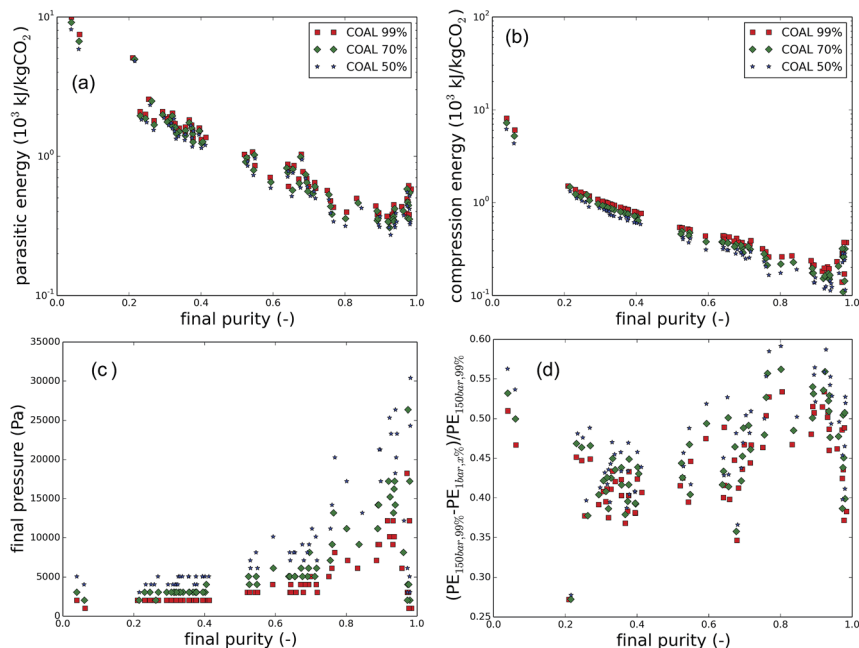 parasitic energy (10³ kJ/kgCO₂)
10¹
10⁰
10⁻¹
(a)
COAL 99%
COAL 70%
COAL 50%
0.0 0.2 0.4 0.6 0.8 1.0
final purity (-)
compression energy (10³ kJ/kgCO₂)
10²
10¹
10⁰
10⁻¹
(b)
COAL 99%
COAL 70%
COAL 50%
0.0 0.2 0.4 0.6 0.8 1.0
final purity (-)
final pressure (Pa)
35000
30000
25000
20000
15000
10000
5000
0
(c)
0.0 0.2 0.4 0.6 0.8 1.0
final purity (-)
(PE150bar,99%-PE1bar,x%)/PE150bar,99%
0.60
0.55
0.50
0.45
0.40
0.35
0.30
0.25
(d)
0.0 0.2 0.4 0.6 0.8 1.0
final purity (-)